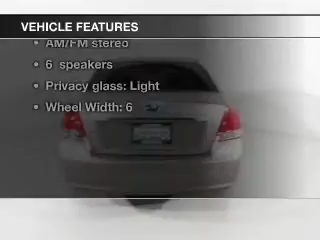 VEHICLE FEATURES
• AM/FM stereo
• 6 speakers
• Privacy glass: Light
• Wheel Width: 6